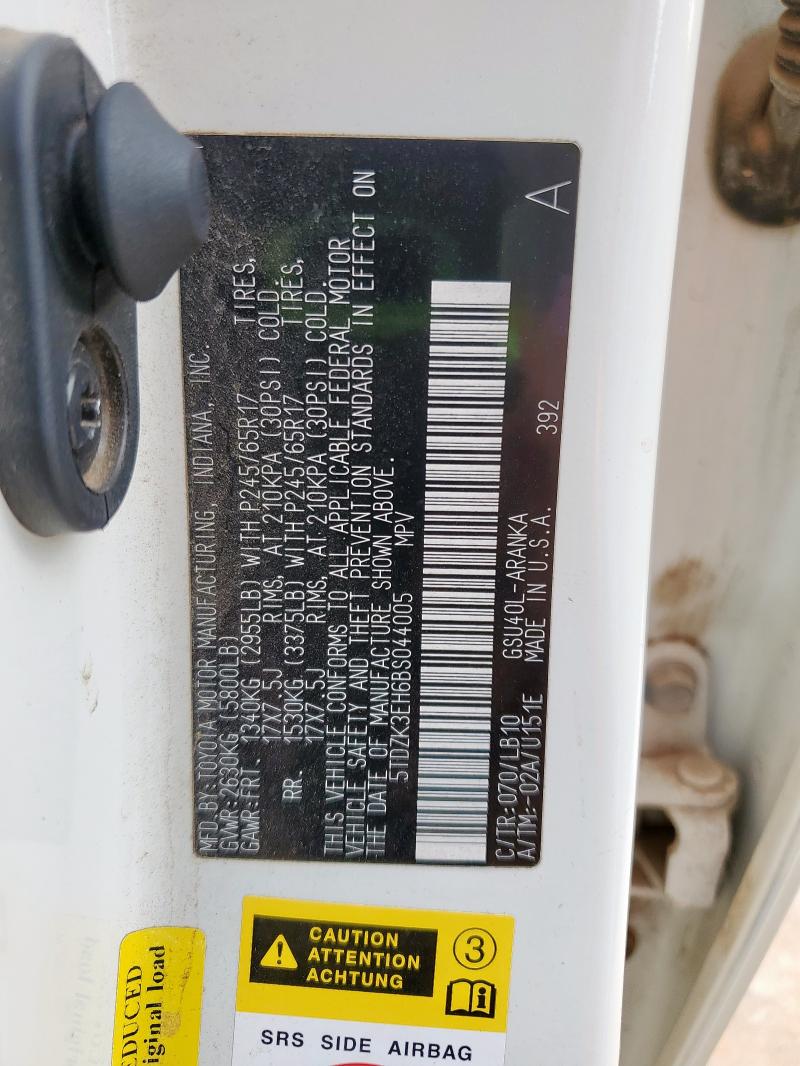 MFD.BY:TOYOTA MOTOR MANUFACTURING, INDIANA, INC.
GVWR:2630KG(5800LB)
GAWR:FRT. 1340KG (2955LB) WITH P245/65R17 TIRES,
17X7.5J RIMS, AT 210KPA (30PSI) COLD.
RR. 1530KG (3375LB) WITH P245/65R17 TIRES,
17X7.5J RIMS, AT 210KPA (30PSI) COLD.
THIS VEHICLE CONFORMS TO ALL APPLICABLE FEDERAL MOTOR
VEHICLE SAFETY AND THEFT PREVENTION STANDARDS IN EFFECT ON
THE DATE OF MANUFACTURE SHOWN ABOVE.
5TDZK3EH6BS044005 MPV
C/TR:070/LB10 GSU40L-ARANKA
A/TM:-02A/U151E MADE IN U.S.A. 392
A
CAUTION
ATTENTION
ACHTUNG
3
i
SRS SIDE AIRBAG
EDUCED
iginal load